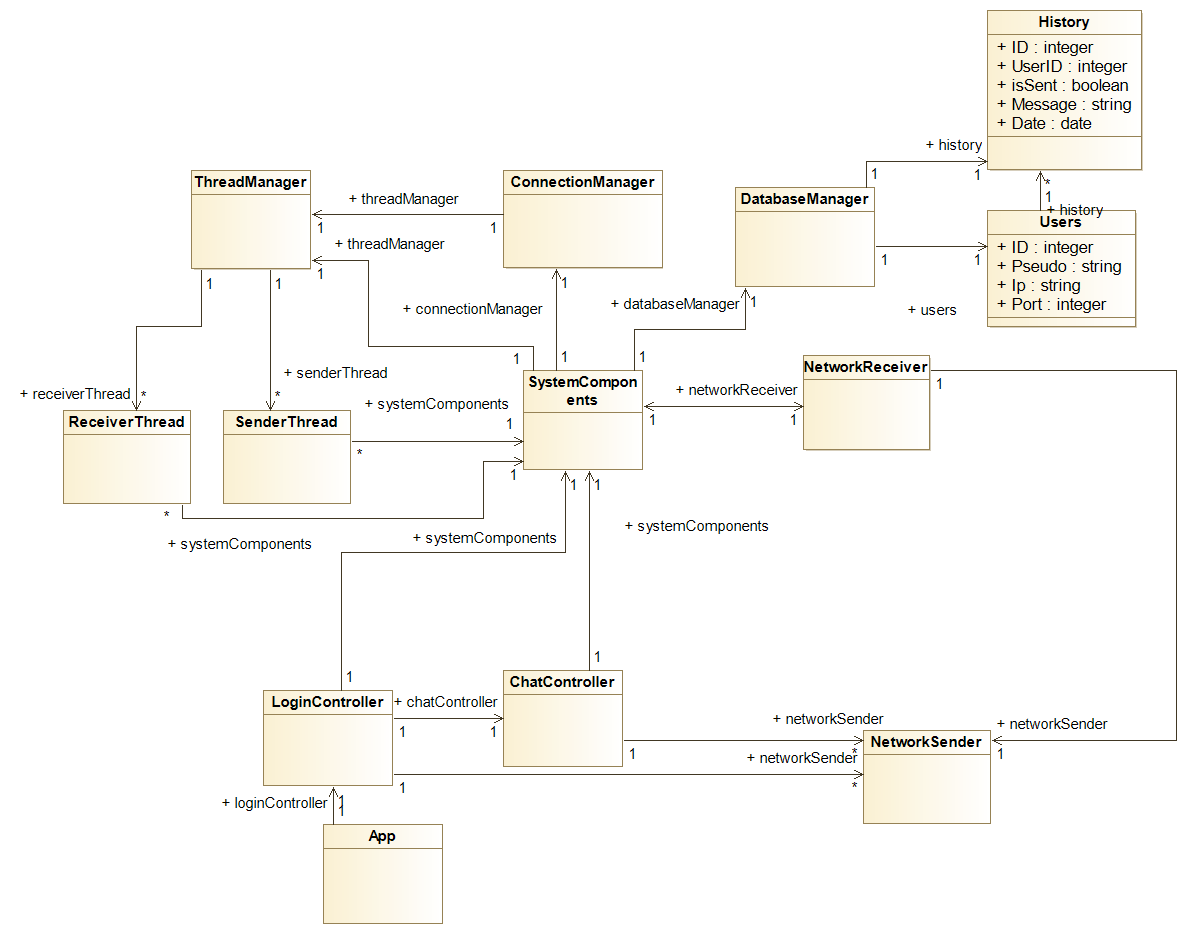 History
+ ID : integer
+ UserID : integer
+ isSent : boolean
+ Message : string
+ Date : date
+ history
1
1
ThreadManager
ConnectionManager
DatabaseManager
*
1
+ history
Users
+ ID : integer
+ Pseudo : string
+ Ip : string
+ Port : integer
+ threadManager
1
1
+ threadManager
1
1
1
+ users
1
1
1
+ connectionManager
+ databaseManager
1
1
1
1
+ receiverThread
*
+ senderThread
*
SystemCompon
ents
NetworkReceiver
+ networkReceiver
1
1
1
+ systemComponents
1
ReceiverThread
SenderThread
*
1
*
+ systemComponents
1
1
+ systemComponents
+ systemComponents
1
1
LoginController
+ chatController
1
1
ChatController
+ networkSender
1
*
+ networkSender
1
*
+ networkSender
1
NetworkSender
+ loginController
1
1
App